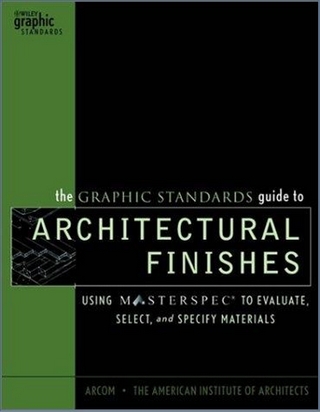 WILEY
graphic
STANDARDS
the GRAPHIC STANDARDS guide to
ARCHITECTURAL
FINISHES
USING MASTERSPEC® TO EVALUATE,
SELECT, and SPECIFY MATERIALS
ARCOM • THE AMERICAN INSTITUTE OF ARCHITECTS